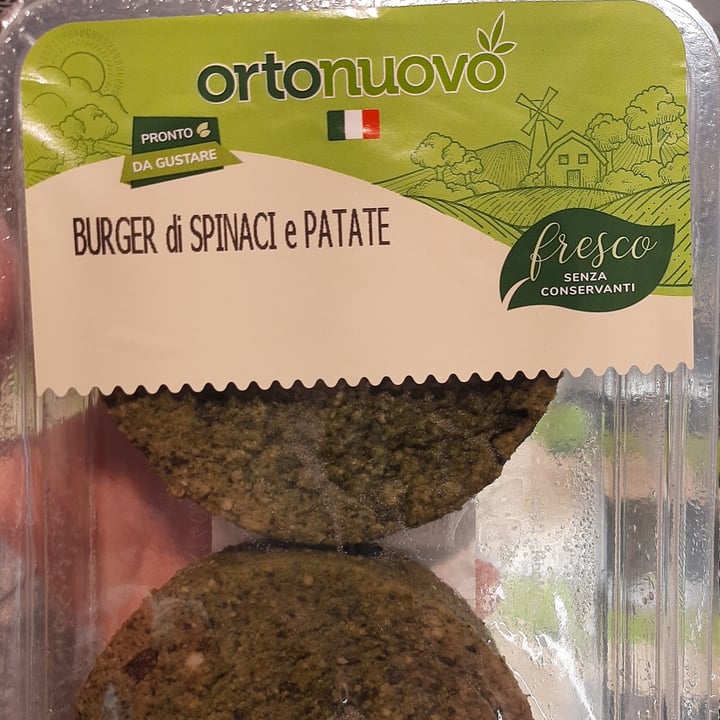 ortonuovo
PRONTO
DA GUSTARE
BURGER di SPINACI e PATATE
fresco
SENZA
CONSERVANTI